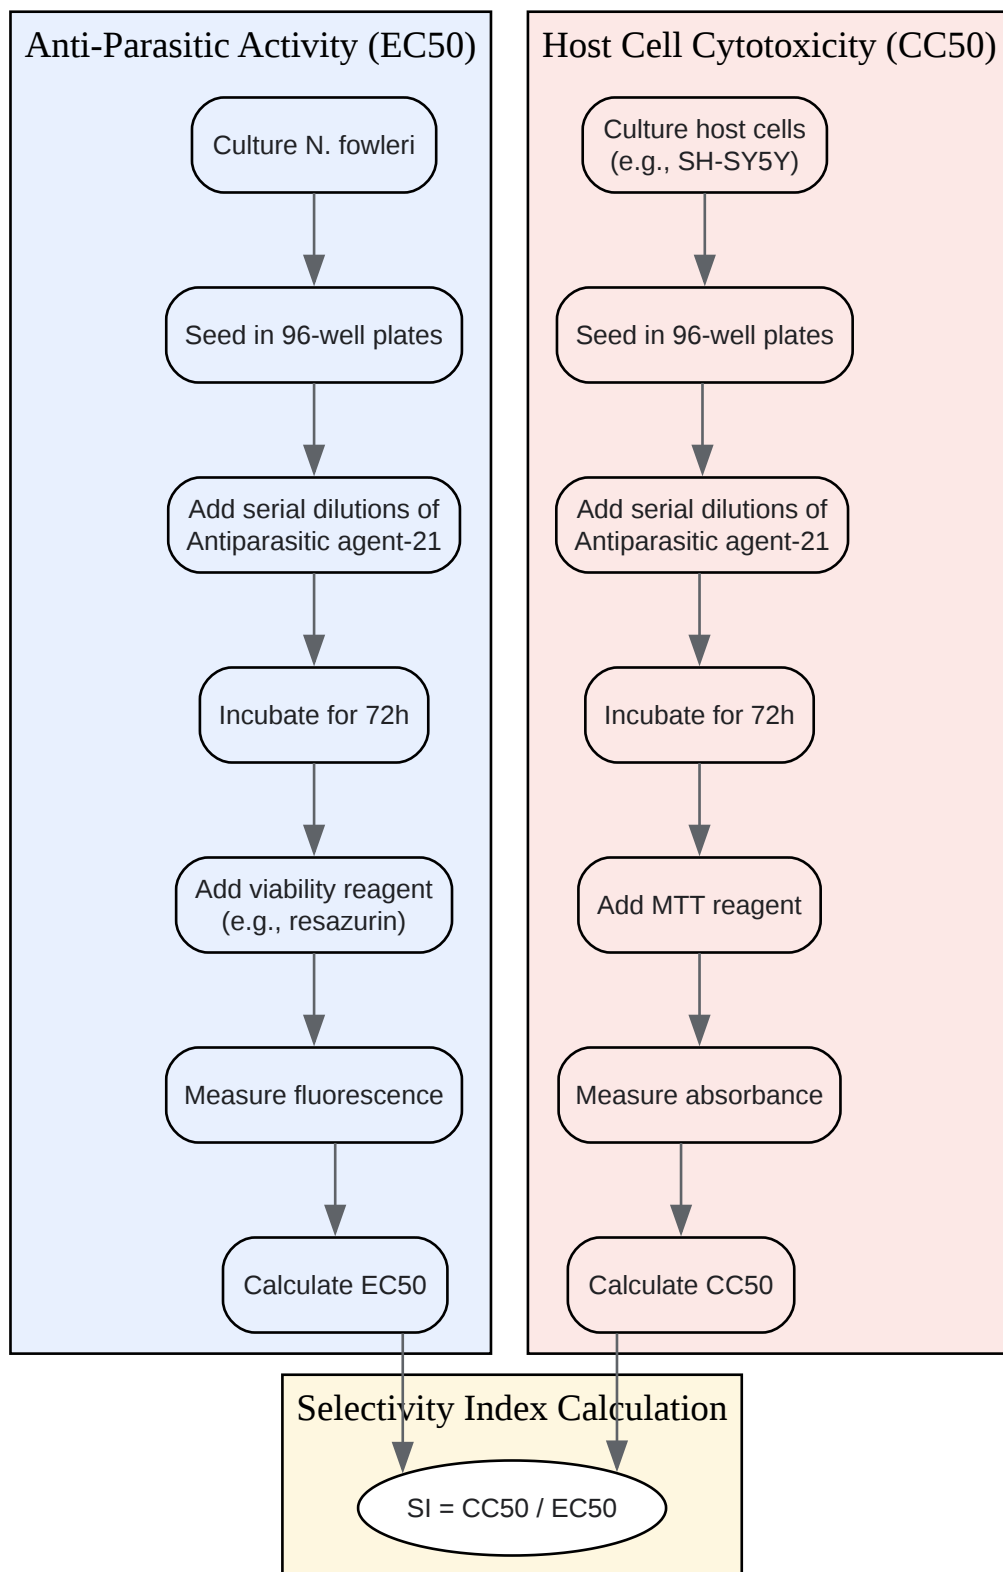 Anti-Parasitic Activity (EC50)
Culture N. fowleri
Seed in 96-well plates
Add serial dilutions of
Antiparasitic agent-21
Incubate for 72h
Add viability reagent
(e.g., resazurin)
Measure fluorescence
Calculate EC50
Host Cell Cytotoxicity (CC50)
Culture host cells
(e.g., SH-SY5Y)
Seed in 96-well plates
Add serial dilutions of
Antiparasitic agent-21
Incubate for 72h
Add MTT reagent
Measure absorbance
Calculate CC50
Selectivity Index Calculation
SI = CC50 / EC50